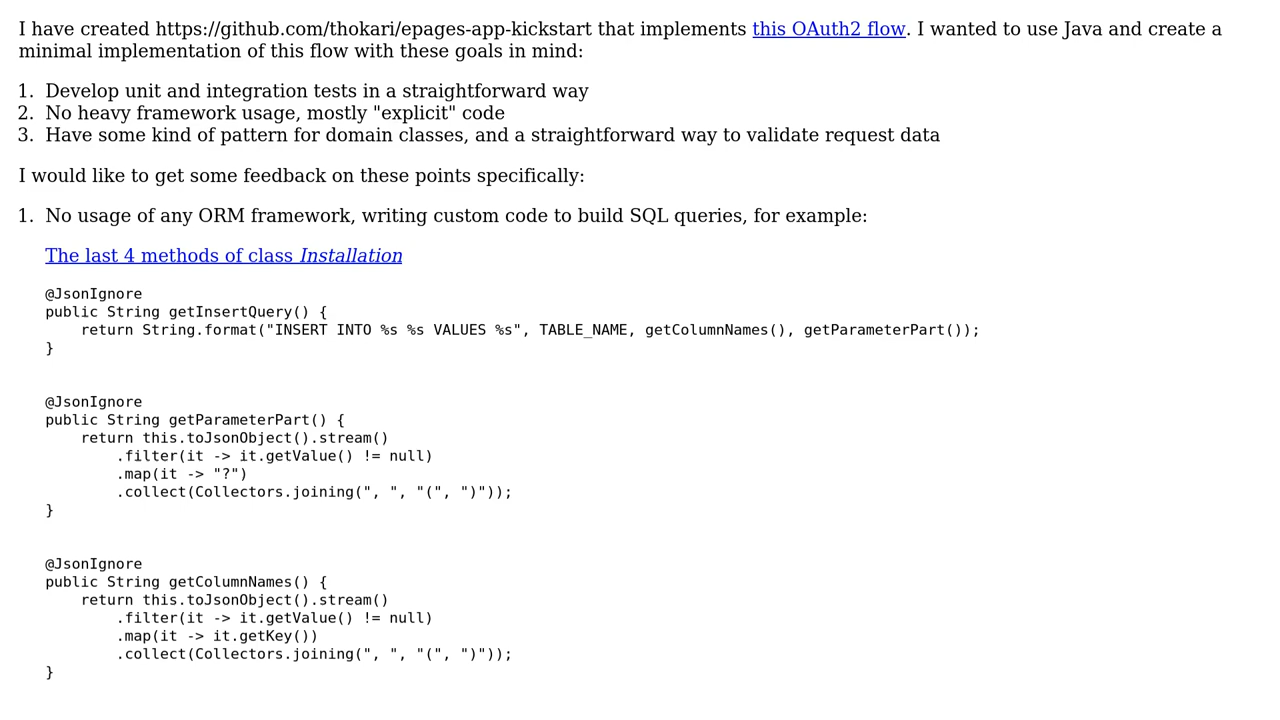 I have created https://github.com/thokari/epages-app-kickstart that implements this OAuth2 flow. I wanted to use Java and create a
minimal implementation of this flow with these goals in mind:
1. Develop unit and integration tests in a straightforward way
2. No heavy framework usage, mostly "explicit" code
3. Have some kind of pattern for domain classes, and a straightforward way to validate request data
I would like to get some feedback on these points specifically:
1. No usage of any ORM framework, writing custom code to build SQL queries, for example:
The last 4 methods of class Installation
@JsonIgnore
public String getInsertQuery() {
    return String.format("INSERT INTO %s %s VALUES %s", TABLE_NAME, getColumnNames(), getParameterPart());
}
@JsonIgnore
public String getParameterPart() {
    return this.toJsonObject().stream()
        .filter(it -> it.getValue() != null)
        .map(it -> "?")
        .collect(Collectors.joining(", ", "(", ")"));
}
@JsonIgnore
public String getColumnNames() {
    return this.toJsonObject().stream()
        .filter(it -> it.getValue() != null)
        .map(it -> it.getKey())
        .collect(Collectors.joining(", ", "(", ")"));
}